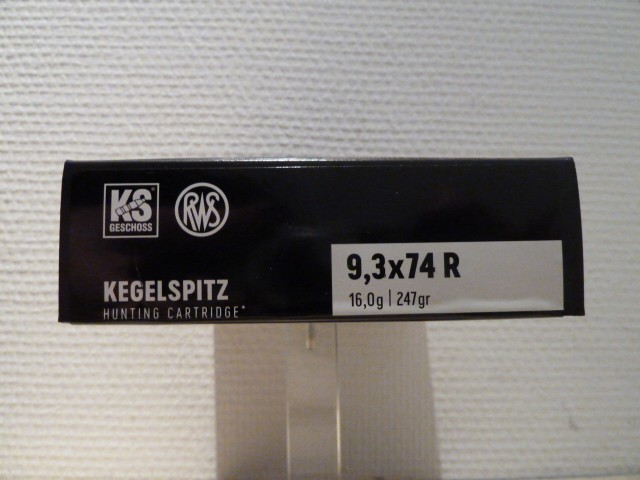 KS
GESCHOSS
RWS
KEGELSPITZ
HUNTING CARTRIDGE*
9,3x74 R
16,0g | 247gr